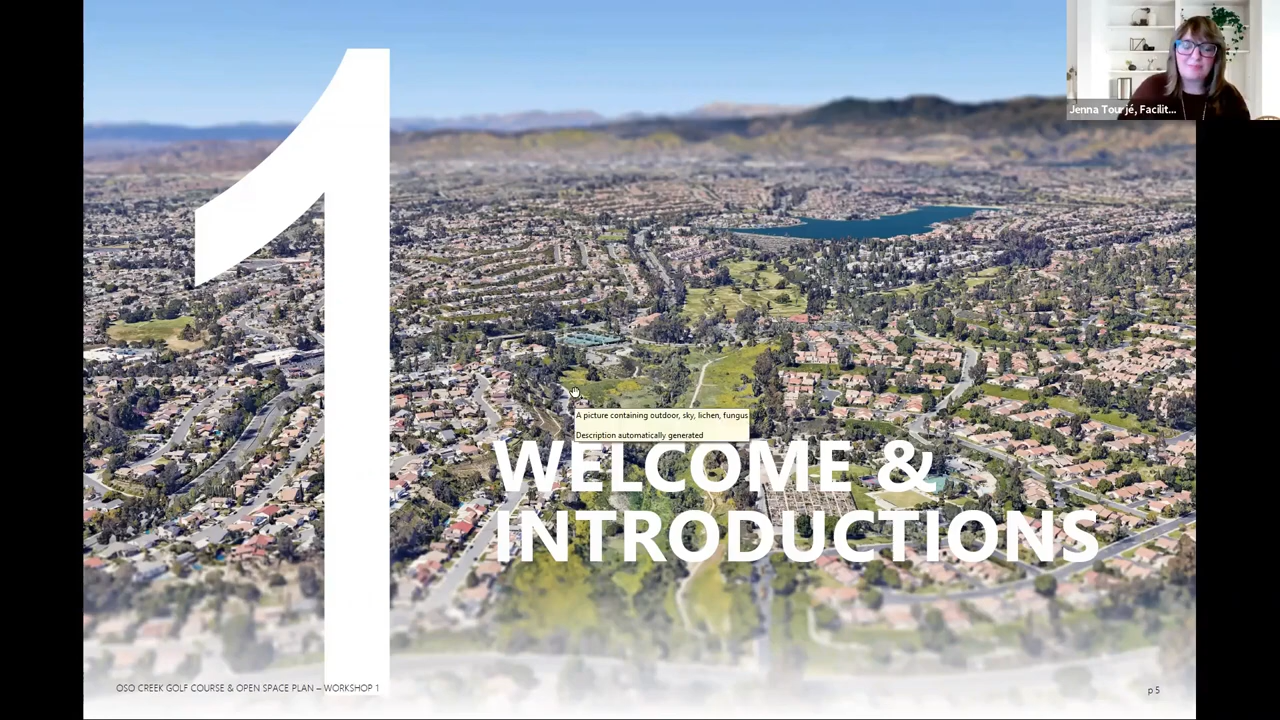 1
Jenna Tourjé, Facilit...
A picture containing outdoor, sky, lichen, fungus
Description automatically generated
WELCOME &
INTRODUCTIONS
OSO CREEK GOLF COURSE & OPEN SPACE PLAN – WORKSHOP 1
p 5